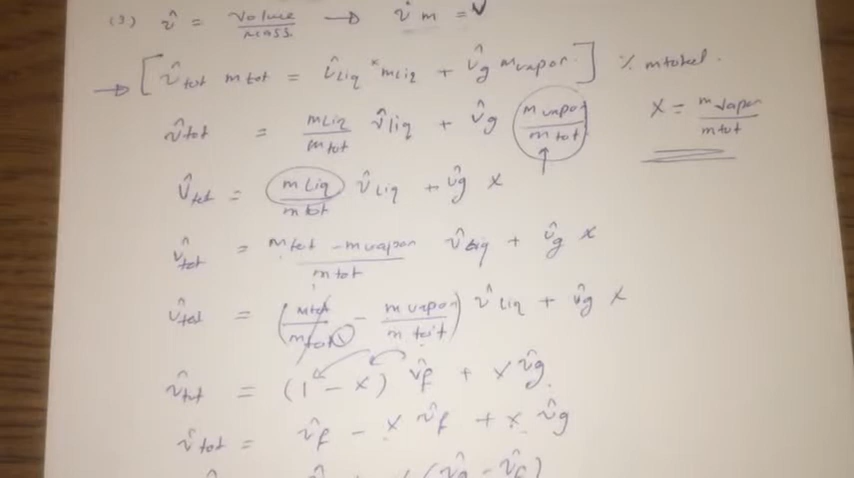 (3) v̂ = volume/mass → v̂ m = V
→ [ v̂tot mtot = v̂Liq * mLiq + v̂g mvapor ] % mtotal.
v̂tot = mLiq/mtot v̂liq + v̂g mvapor/mtot
x = mvapor/mtot
v̂tot = mLiq/mtot v̂Liq + v̂g x
v̂tot = mtot - mvapor/mtot v̂Liq + v̂g x
v̂tot = (mtot/mtot 1 - mvapor/mtot) v̂Liq + v̂g x
v̂tot = (1 - x) v̂f + x v̂g
v̂tot = v̂f - x v̂f + x v̂g
(v̂g - v̂f)